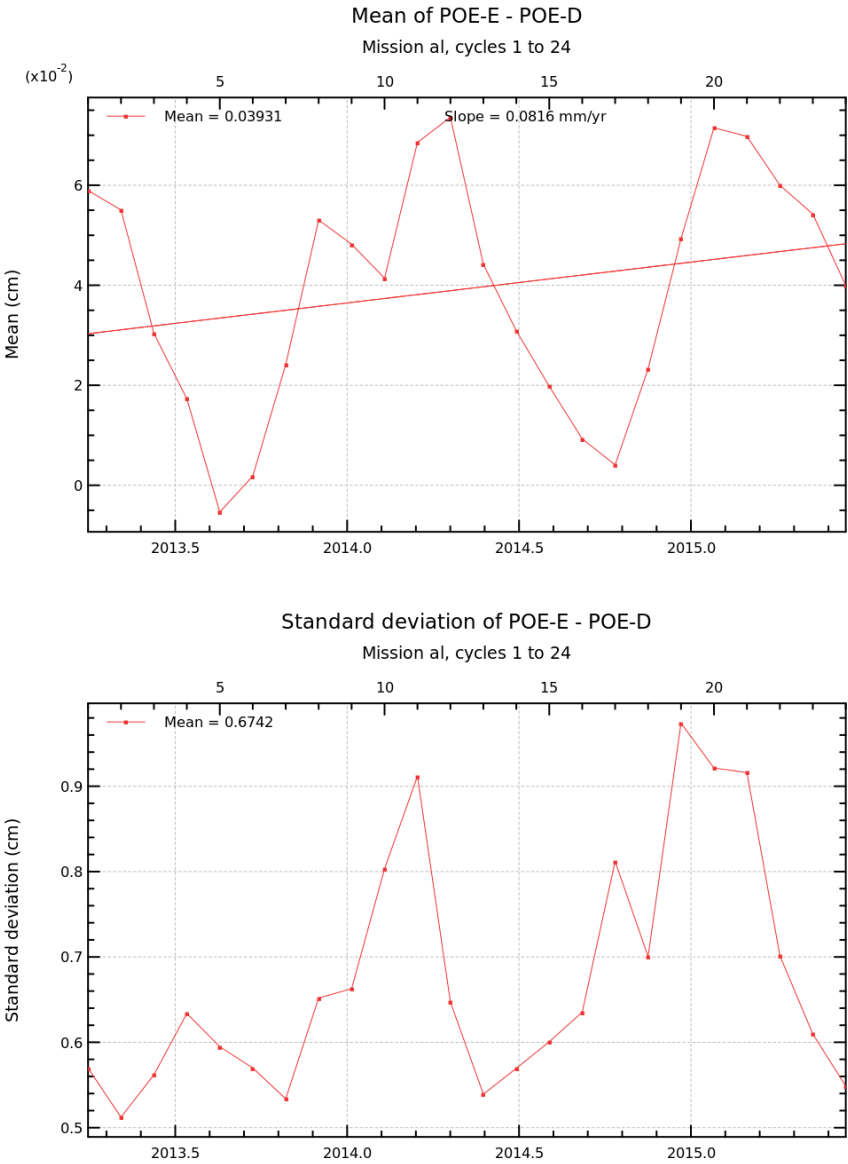 Mean of POE-E - POE-D
Mission al, cycles 1 to 24
(x10-2)
5 10 15 20
Mean = 0.03931 Slope = 0.0816 mm/yr
6
4
2
0
Mean (cm)
2013.5 2014.0 2014.5 2015.0
Standard deviation of POE-E - POE-D
Mission al, cycles 1 to 24
5 10 15 20
Mean = 0.6742
0.9
0.8
0.7
0.6
0.5
Standard deviation (cm)
2013.5 2014.0 2014.5 2015.0